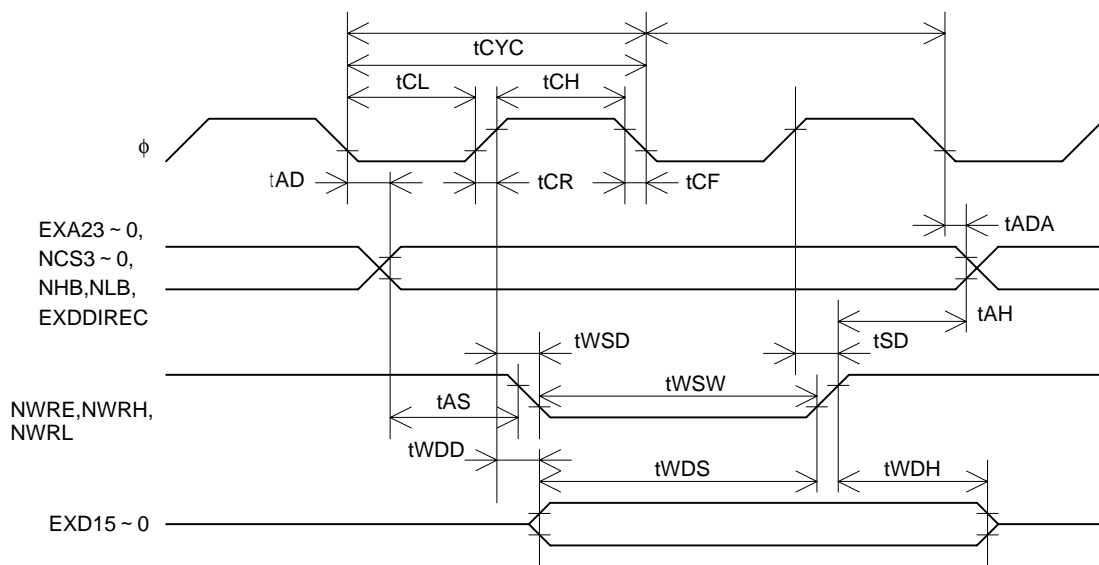 tCYC
tCL
tCH
ϕ
tAD
tCR
tCF
EXA23 ~ 0,
NCS3 ~ 0,
NHB,NLB,
EXDDIREC
tADA
tAH
tWSD
tSD
tWSW
NWRE,NWRH,
NWRL
tAS
tWDD
tWDS
tWDH
EXD15 ~ 0